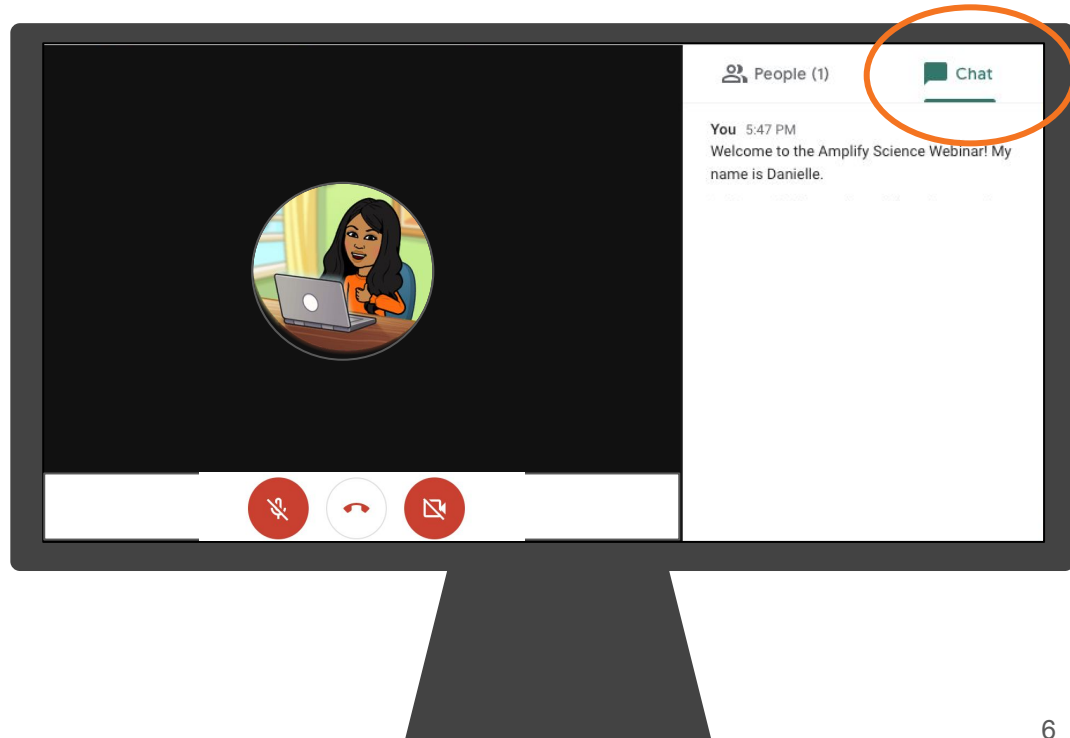 People (1)
Chat
You 5:47 PM
Welcome to the Amplify Science Webinar! My
name is Danielle.
6